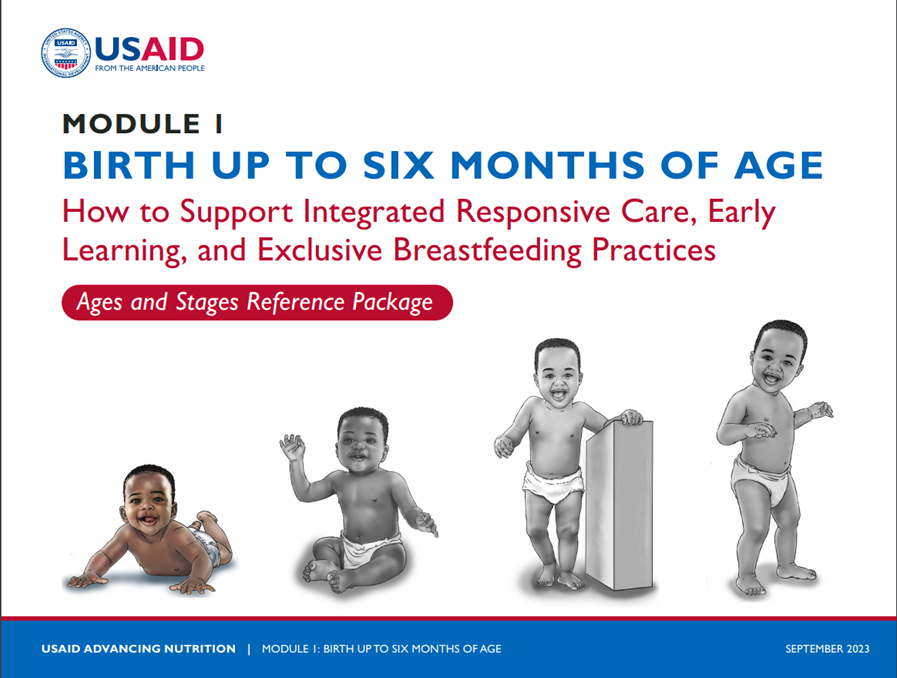 USAID
FROM THE AMERICAN PEOPLE
MODULE 1
BIRTH UP TO SIX MONTHS OF AGE
How to Support Integrated Responsive Care, Early
Learning, and Exclusive Breastfeeding Practices
Ages and Stages Reference Package
USAID ADVANCING NUTRITION | MODULE 1: BIRTH UP TO SIX MONTHS OF AGE
SEPTEMBER 2023